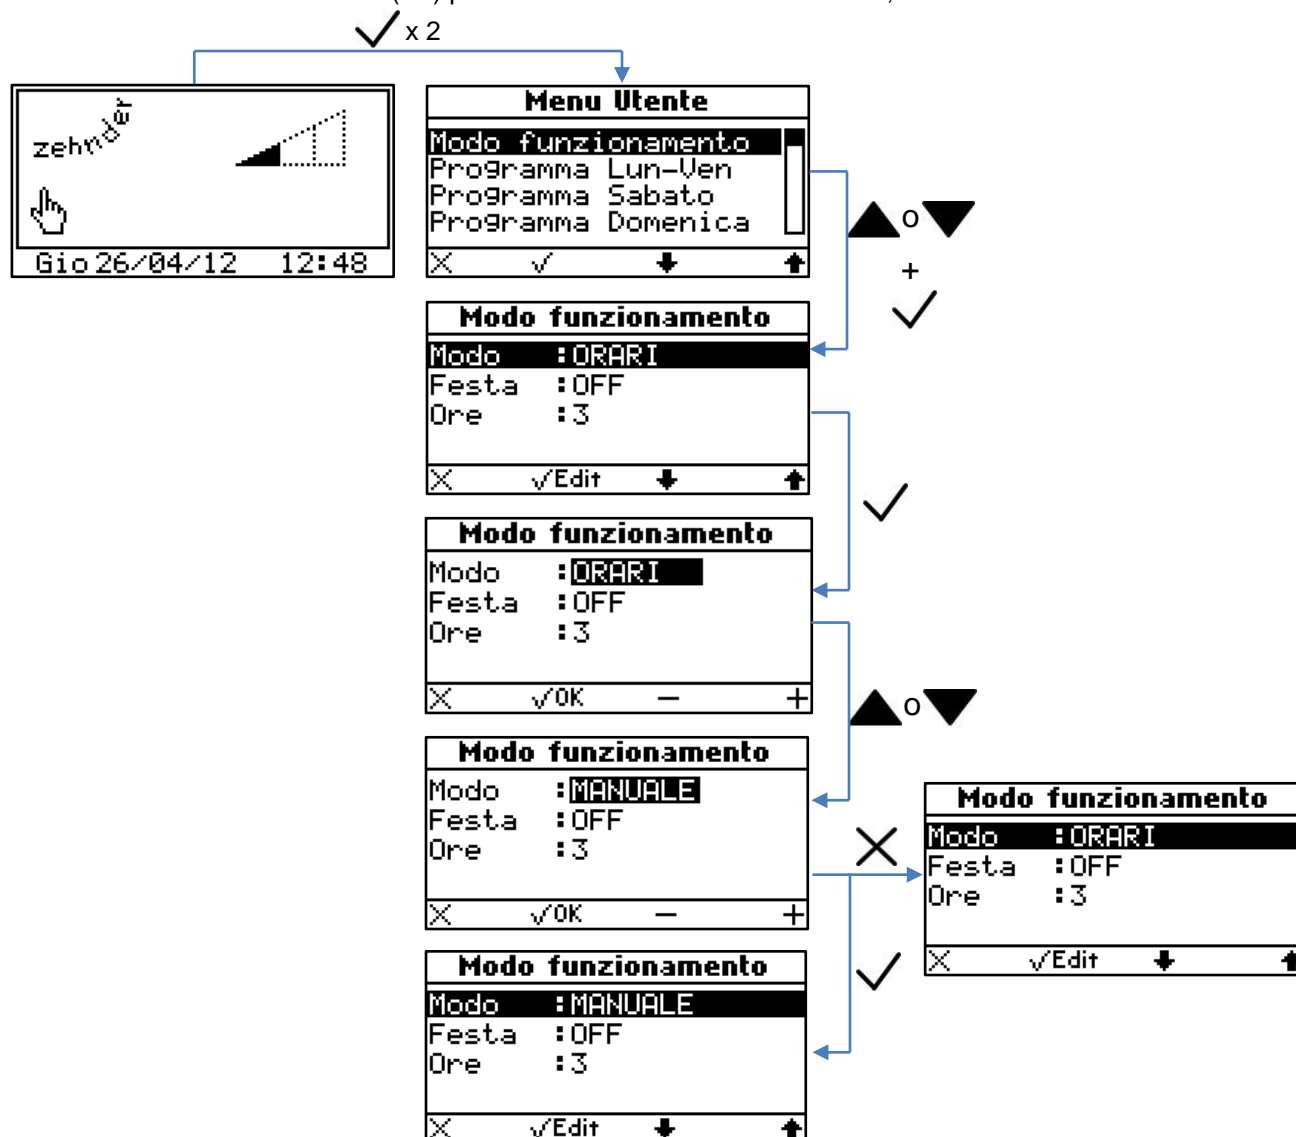 x 2
zehnder
Gio 26/04/12 12:48
Menu Utente
Modo funzionamento
Programma Lun-Ven
Programma Sabato
Programma Domenica
o
+
Modo funzionamento
Modo :ORARI
Festa :OFF
Ore :3
Edit
Modo funzionamento
Modo :ORARI
Festa :OFF
Ore :3
OK − +
o
Modo funzionamento
Modo :MANUALE
Festa :OFF
Ore :3
OK − +
Modo funzionamento
Modo :ORARI
Festa :OFF
Ore :3
Edit
Modo funzionamento
Modo :MANUALE
Festa :OFF
Ore :3
Edit